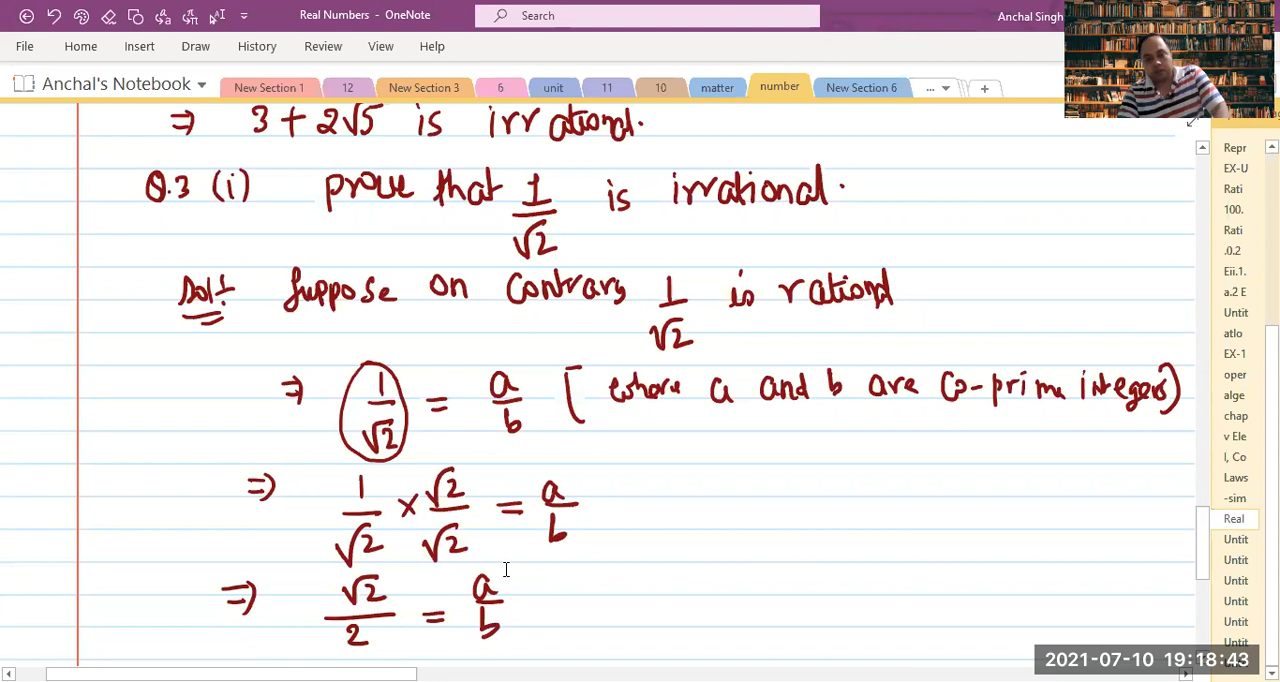 Real Numbers - OneNote
Search
Anchal Singh
File Home Insert Draw History Review View Help
Anchal's Notebook
New Section 1 12 New Section 3 6 unit 11 10 matter number New Section 6 ...
⇒ 3 + 2√5 is irrational.
Q.3 (i) prove that 1/√2 is irrational.
Sol: Suppose on contrary 1/√2 is rational
⇒ 1/√2 = a/b [where a and b are co-prime integers)
⇒ 1/√2 × √2/√2 = a/b
⇒ √2/2 = a/b
Repr
EX-U
Rati
100.
Rati
.0.2
Eii.1.
a.2 E
Untit
atlo
EX-1
oper
alge
chap
v Ele
l, Co
Laws
-sim
Real
Untit
Untit
Untit
Untit
Untit
Untit
2021-07-10 19:18:43